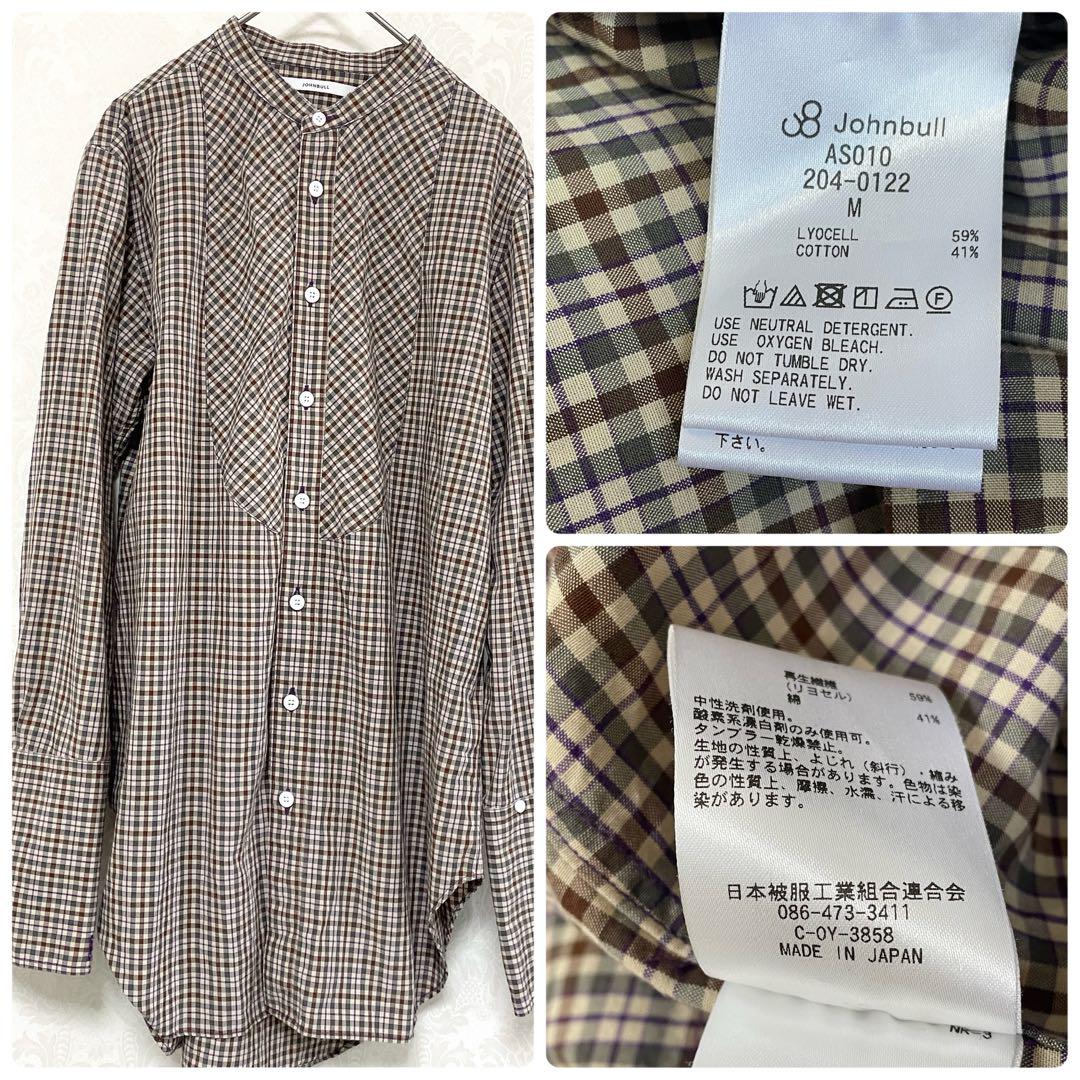 JOHNBULL
Johnbull
AS010
204-0122
M
LYOCELL 59%
COTTON 41%
USE NEUTRAL DETERGENT.
USE OXYGEN BLEACH.
DO NOT TUMBLE DRY.
WASH SEPARATELY.
DO NOT LEAVE WET.
下さい。
再生繊維
(リヨセル) 59%
綿 41%
中性洗剤使用。
酸素系漂白剤のみ使用可。
タンブラー乾燥禁止。
生地の性質上、よじれ(斜行)、縮み
が発生する場合があります。色物は染
色の性質上、摩擦、水濡、汗による移
染があります。
日本被服工業組合連合会
086-473-3411
C-OY-3858
MADE IN JAPAN
NK-3